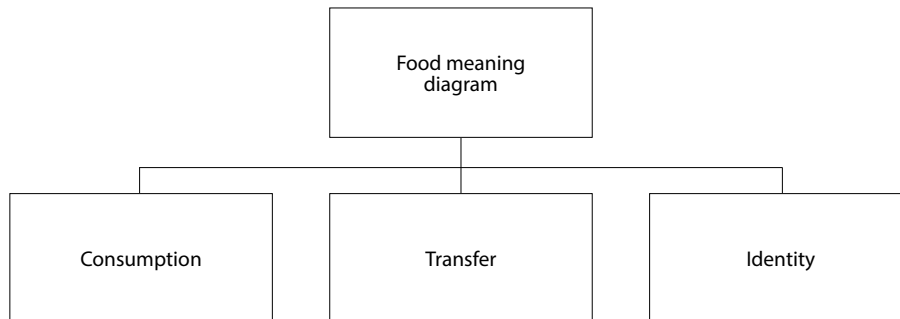 Food meaning
diagram
Consumption
Transfer
Identity